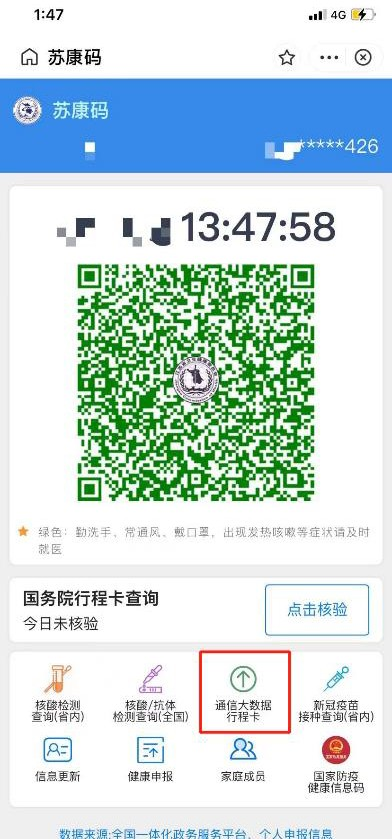 1:47
4G
苏康码
苏康码
*****426
13:47:58
绿色：勤洗手、常通风、戴口罩，出现发热咳嗽等症状请及时
就医
国务院行程卡查询
今日未核验
点击核验
核酸检测
查询(省内)
核酸/抗体
检测查询(全国)
通信大数据
行程卡
新冠疫苗
接种查询(省内)
信息更新
健康申报
家庭成员
国家防疫
健康信息码
数据来源:全国一体化政务服务平台、个人申报信息